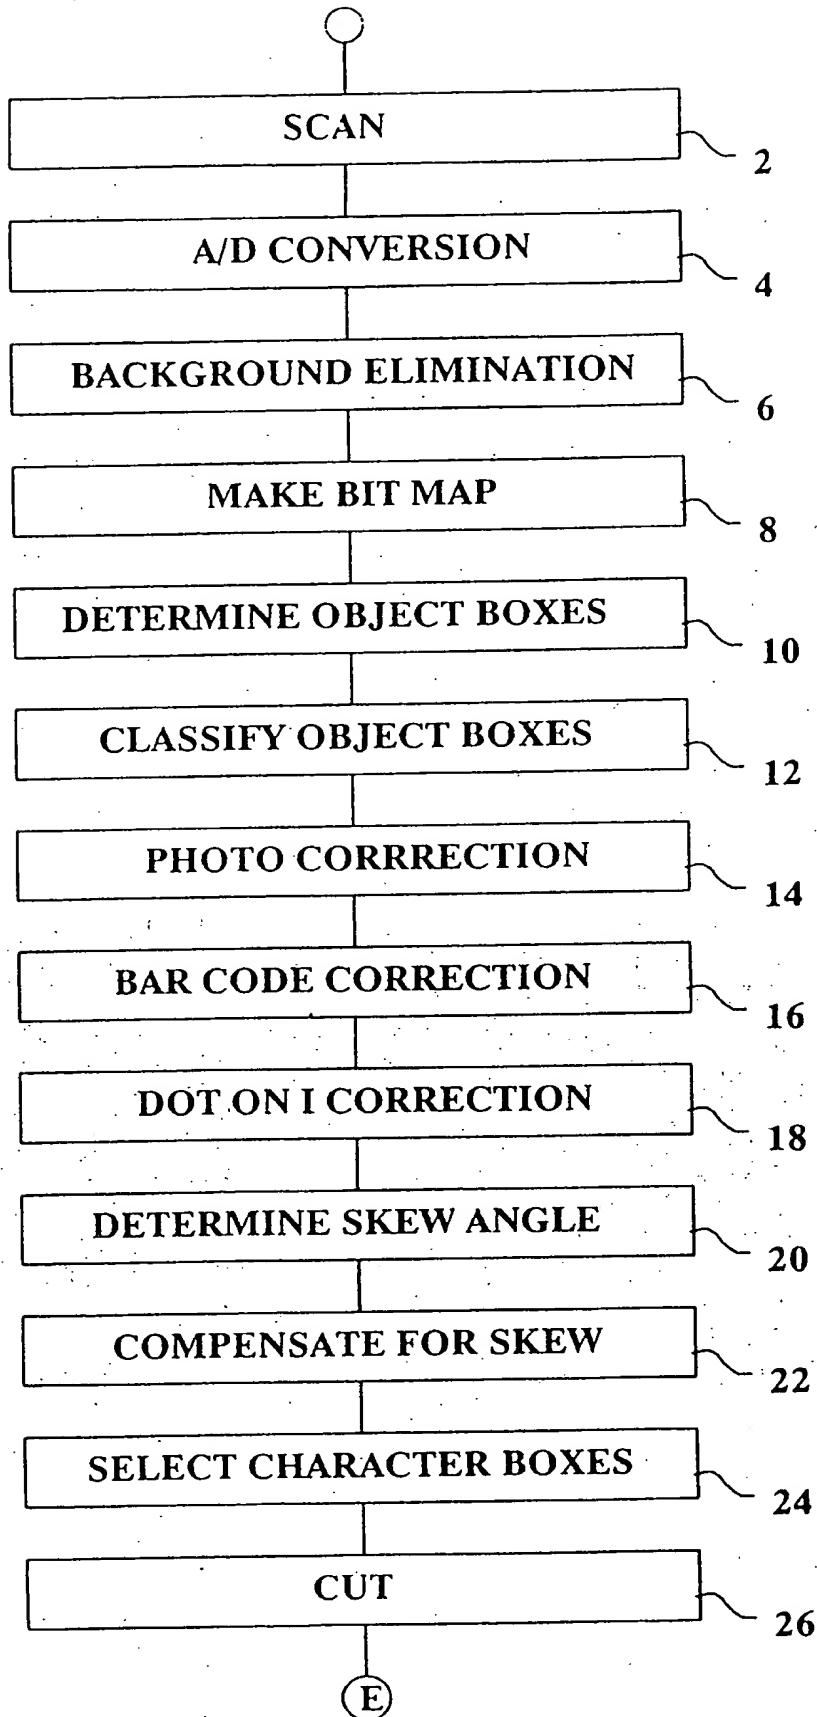 SCAN
2
A/D CONVERSION
4
BACKGROUND ELIMINATION
6
MAKE BIT MAP
8
DETERMINE OBJECT BOXES
10
CLASSIFY OBJECT BOXES
12
PHOTO CORRRECTION
14
BAR CODE CORRECTION
16
DOT ON I CORRECTION
18
DETERMINE SKEW ANGLE
20
COMPENSATE FOR SKEW
22
SELECT CHARACTER BOXES
24
CUT
26
E